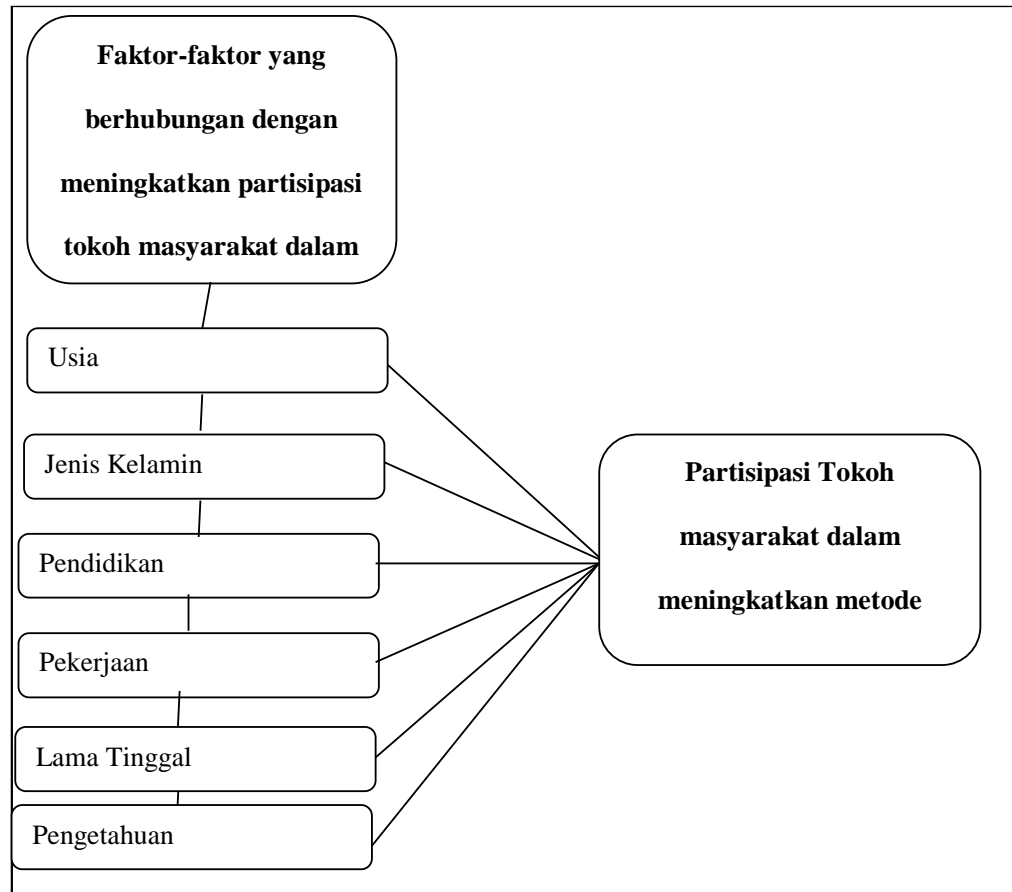 Faktor-faktor yang
berhubungan dengan
meningkatkan partisipasi
tokoh masyarakat dalam
Usia
Jenis Kelamin
Pendidikan
Pekerjaan
Lama Tinggal
Pengetahuan
Partisipasi Tokoh
masyarakat dalam
meningkatkan metode